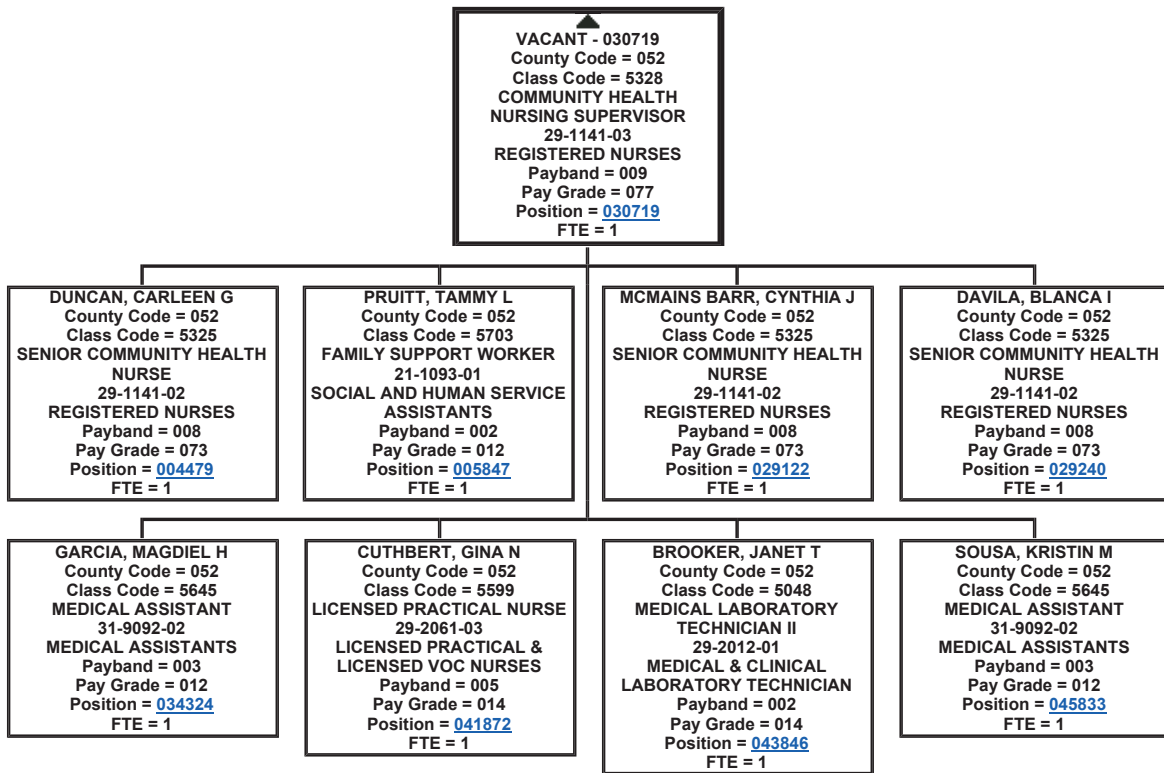 VACANT - 030719
County Code = 052
Class Code = 5328
COMMUNITY HEALTH
NURSING SUPERVISOR
29-1141-03
REGISTERED NURSES
Payband = 009
Pay Grade = 077
Position = 030719
FTE = 1
DUNCAN, CARLEEN G
County Code = 052
Class Code = 5325
SENIOR COMMUNITY HEALTH
NURSE
29-1141-02
REGISTERED NURSES
Payband = 008
Pay Grade = 073
Position = 004479
FTE = 1
PRUITT, TAMMY L
County Code = 052
Class Code = 5703
FAMILY SUPPORT WORKER
21-1093-01
SOCIAL AND HUMAN SERVICE
ASSISTANTS
Payband = 002
Pay Grade = 012
Position = 005847
FTE = 1
MCMAINS BARR, CYNTHIA J
County Code = 052
Class Code = 5325
SENIOR COMMUNITY HEALTH
NURSE
29-1141-02
REGISTERED NURSES
Payband = 008
Pay Grade = 073
Position = 029122
FTE = 1
DAVILA, BLANCA I
County Code = 052
Class Code = 5325
SENIOR COMMUNITY HEALTH
NURSE
29-1141-02
REGISTERED NURSES
Payband = 008
Pay Grade = 073
Position = 029240
FTE = 1
GARCIA, MAGDIEL H
County Code = 052
Class Code = 5645
MEDICAL ASSISTANT
31-9092-02
MEDICAL ASSISTANTS
Payband = 003
Pay Grade = 012
Position = 034324
FTE = 1
CUTHBERT, GINA N
County Code = 052
Class Code = 5599
LICENSED PRACTICAL NURSE
29-2061-03
LICENSED PRACTICAL &
LICENSED VOC NURSES
Payband = 005
Pay Grade = 014
Position = 041872
FTE = 1
BROOKER, JANET T
County Code = 052
Class Code = 5048
MEDICAL LABORATORY
TECHNICIAN II
29-2012-01
MEDICAL & CLINICAL
LABORATORY TECHNICIAN
Payband = 002
Pay Grade = 014
Position = 043846
FTE = 1
SOUSA, KRISTIN M
County Code = 052
Class Code = 5645
MEDICAL ASSISTANT
31-9092-02
MEDICAL ASSISTANTS
Payband = 003
Pay Grade = 012
Position = 045833
FTE = 1